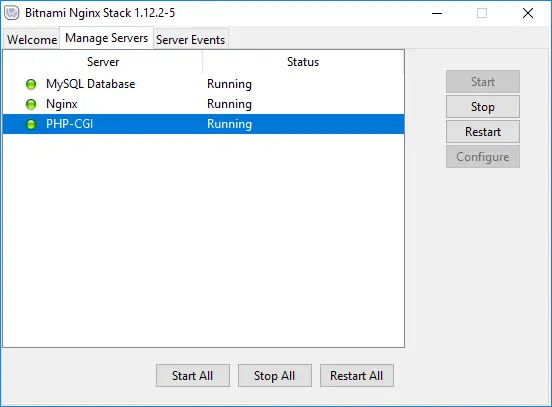 Bitnami Nginx Stack 1.12.2-5
Welcome Manage Servers Server Events
Server Status
MySQL Database Running
Nginx Running
PHP-CGI Running
Start
Stop
Restart
Configure
Start All Stop All Restart All